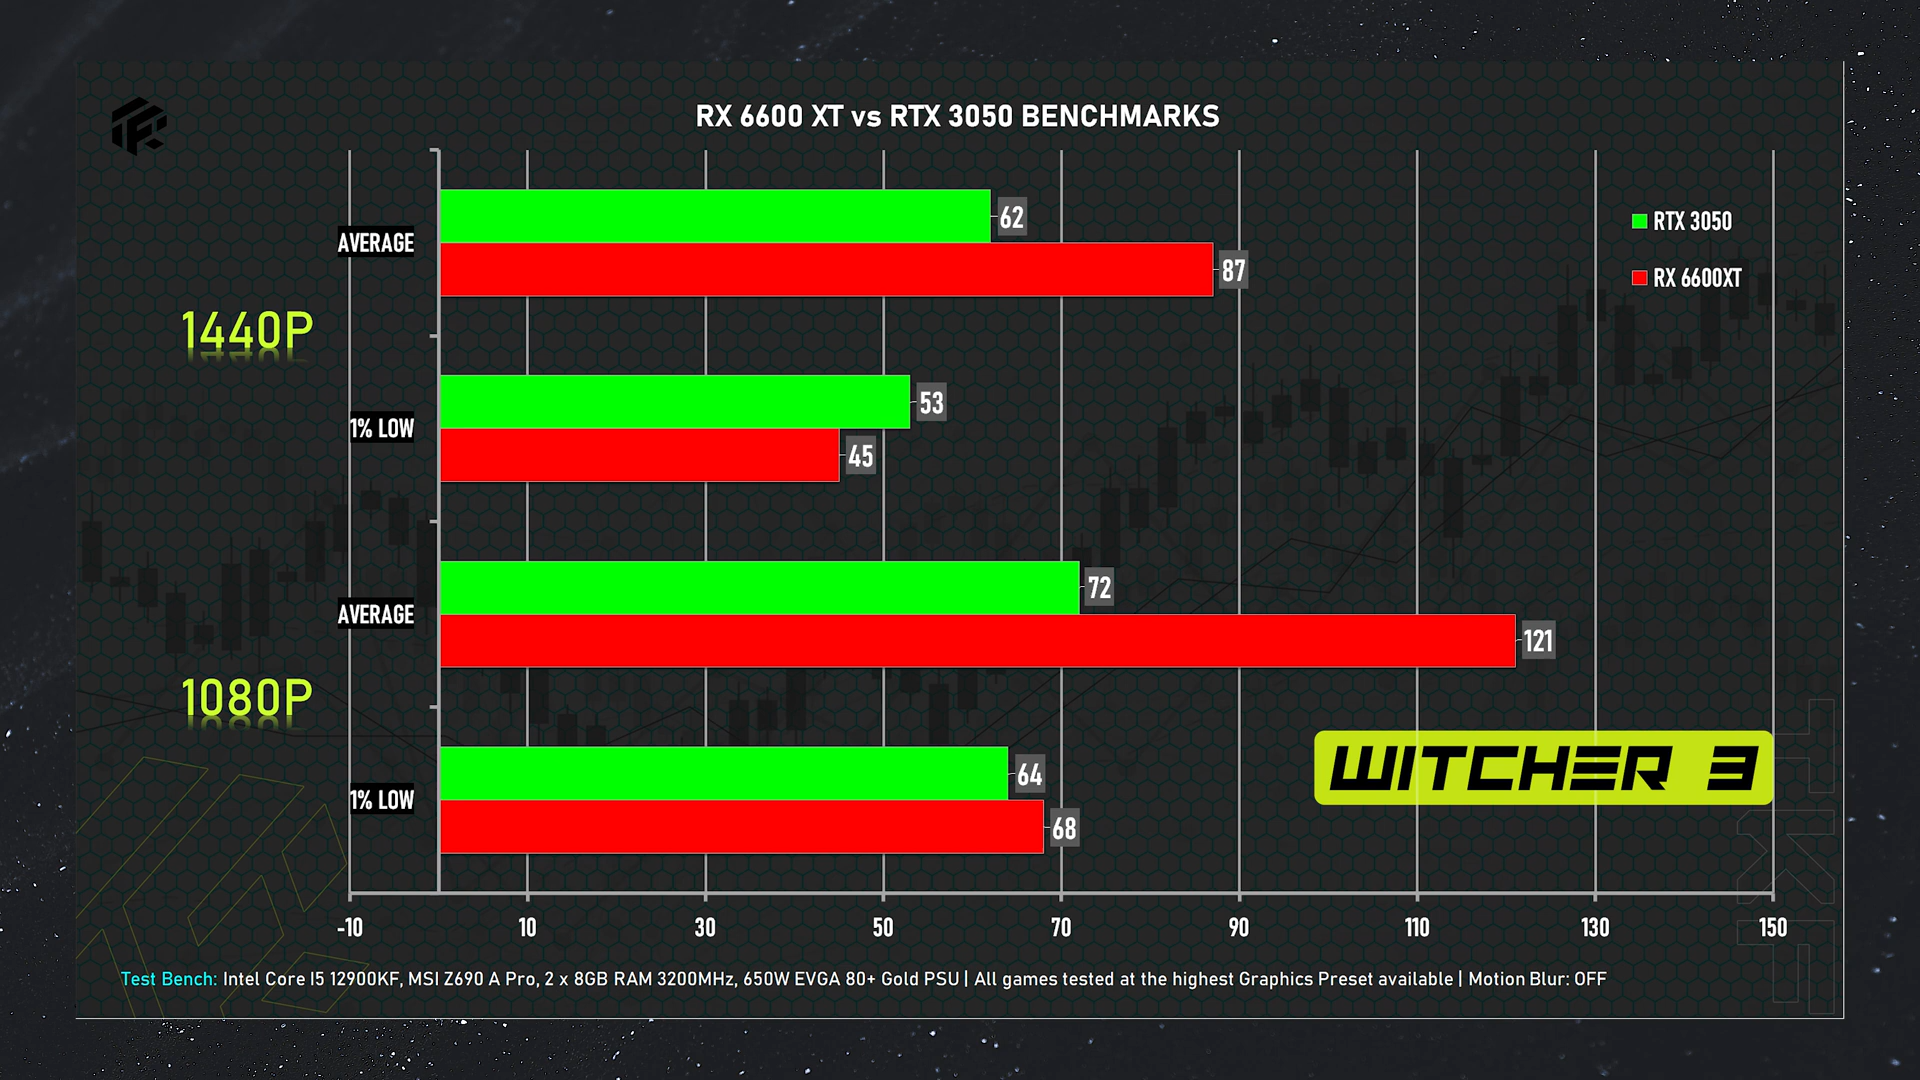 RX 6600 XT vs RTX 3050 BENCHMARKS
RTX 3050
RX 6600XT
1440P
AVERAGE
62
87
1% LOW
53
45
1080P
AVERAGE
72
121
1% LOW
64
68
WITCHER 3
-10 10 30 50 70 90 110 130 150
Test Bench: Intel Core I5 12900KF, MSI Z690 A Pro, 2 x 8GB RAM 3200MHz, 650W EVGA 80+ Gold PSU | All games tested at the highest Graphics Preset available | Motion Blur: OFF